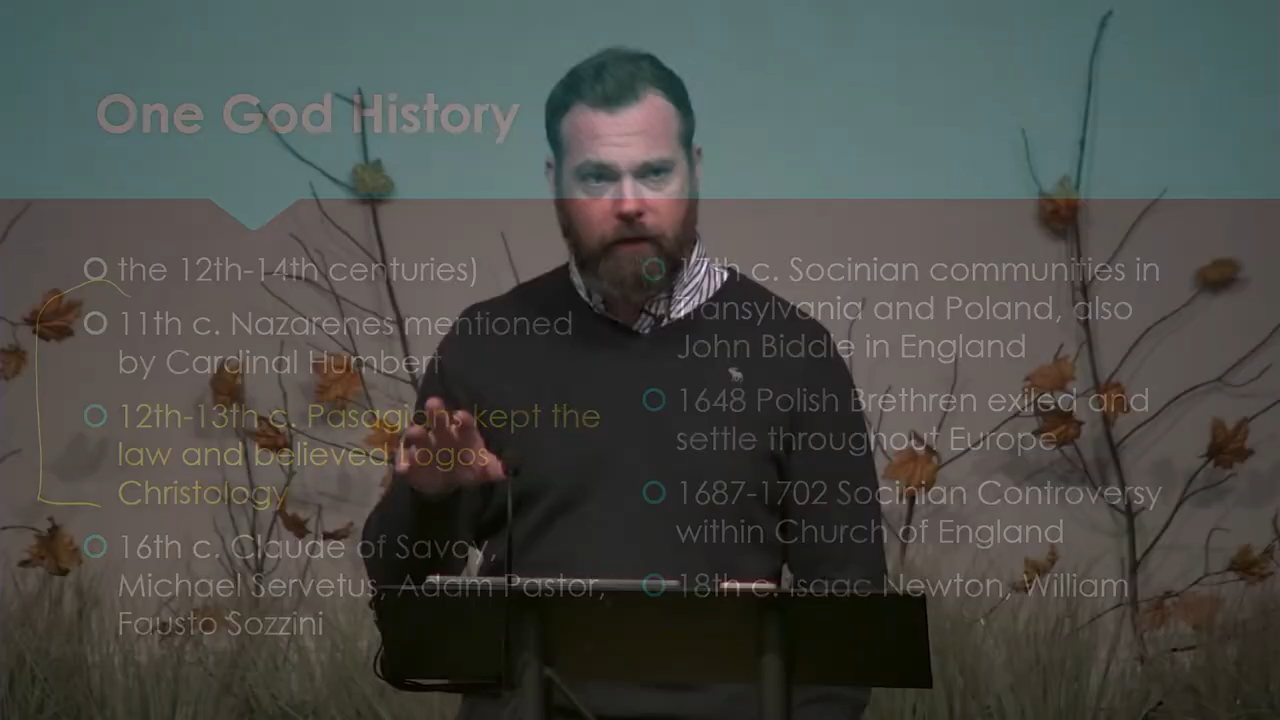 One God History
the 12th-14th centuries)
11th c. Nazarenes mentioned
by Cardinal Humbert
12th-13th c. Pasagians kept the
law and believed Logos
Christology
16th c. Claude of Savoy,
Michael Servetus, Adam Pastor,
Fausto Sozzini
c. Socinian communities in
Transylvania and Poland, also
John Biddle in England
1648 Polish Brethren exiled and
settle throughout Europe
1687-1702 Socinian Controversy
within Church of England
18th c. Isaac Newton, William